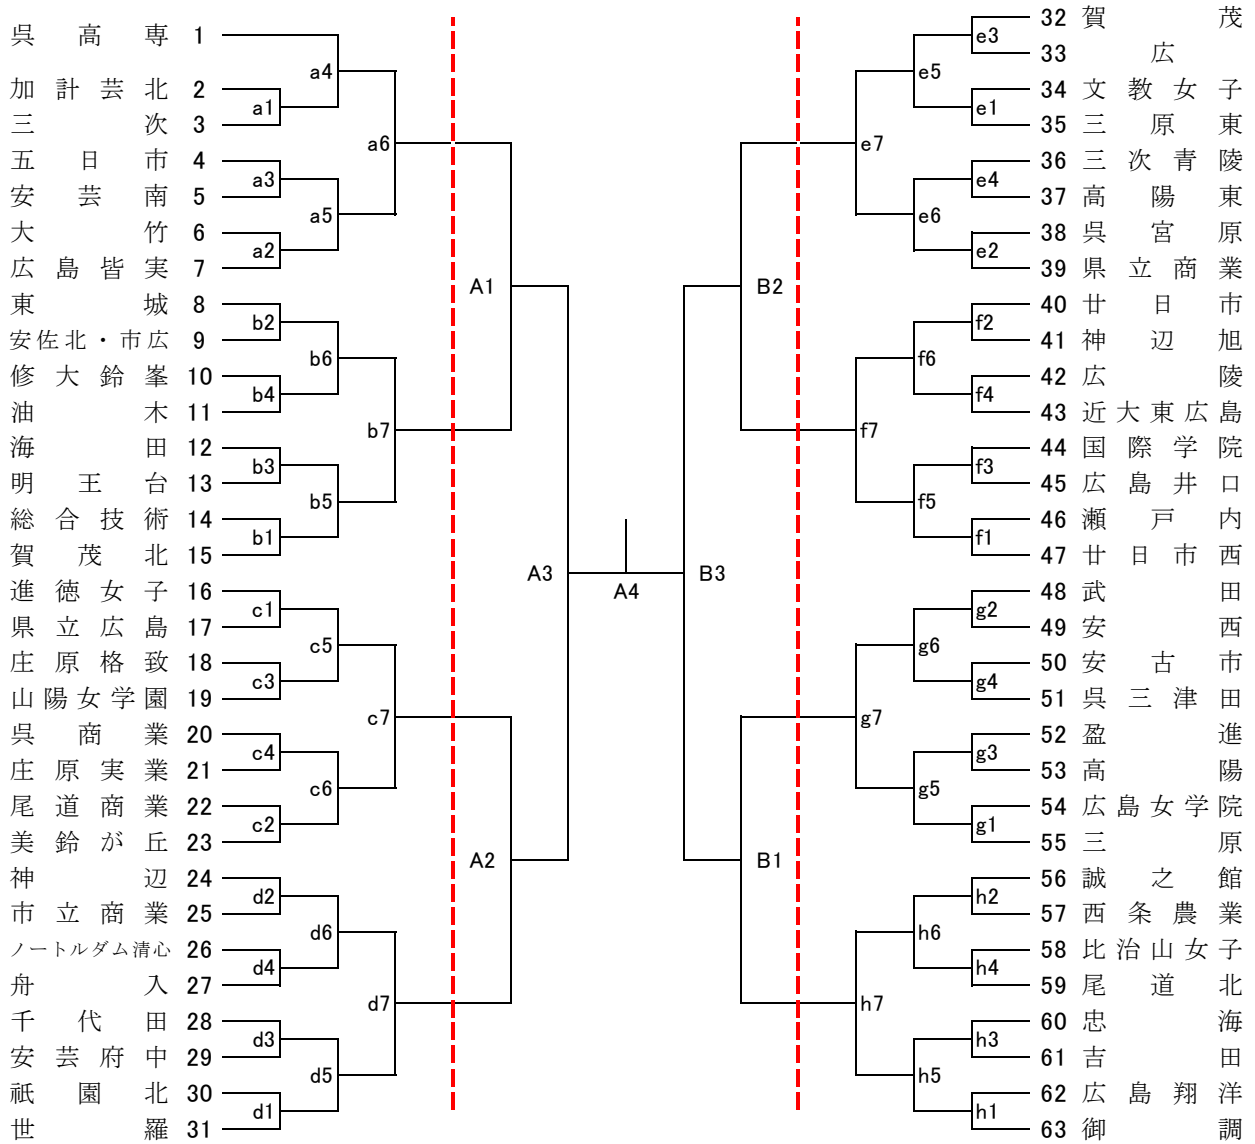 呉高専 1
加計芸北 2
三次 3
五日市 4
安芸南 5
大竹 6
広島皆実 7
東城 8
安佐北・市広 9
修大鈴峯 10
油木 11
海田 12
明王台 13
総合技術 14
賀茂北 15
進徳女子 16
県立広島 17
庄原格致 18
山陽女学園 19
呉商業 20
庄原実業 21
尾道商業 22
美鈴が丘 23
神辺 24
市立商業 25
ノートルダム清心 26
舟入 27
千代田 28
安芸府中 29
祇園北 30
世羅 31
a4
a1
a3
a2
b2
b4
b3
b1
c1
c3
c4
c2
d2
d4
d3
d1
a5
b6
b5
c5
c6
d6
d5
a6
b7
c7
d7
A1
A2
A3
A4
B3
B2
B1
e7
f7
g7
h7
e5
e6
f6
f5
g6
g5
h6
h5
e3
e1
e4
e2
f2
f4
f3
f1
g2
g4
g3
g1
h2
h4
h3
h1
32 賀茂
33 広
34 文教女子
35 三原東
36 三次青陵
37 高陽東
38 呉宮原
39 県立商業
40 廿日市
41 神辺旭
42 広陵
43 近大東広島
44 国際学院
45 広島井口
46 瀬戸内
47 廿日市西
48 武田
49 安西
50 安古市
51 呉三津田
52 盈進
53 高陽
54 広島女学院
55 三原
56 誠之館
57 西条農業
58 比治山女子
59 尾道北
60 忠海
61 吉田
62 広島翔洋
63 御調